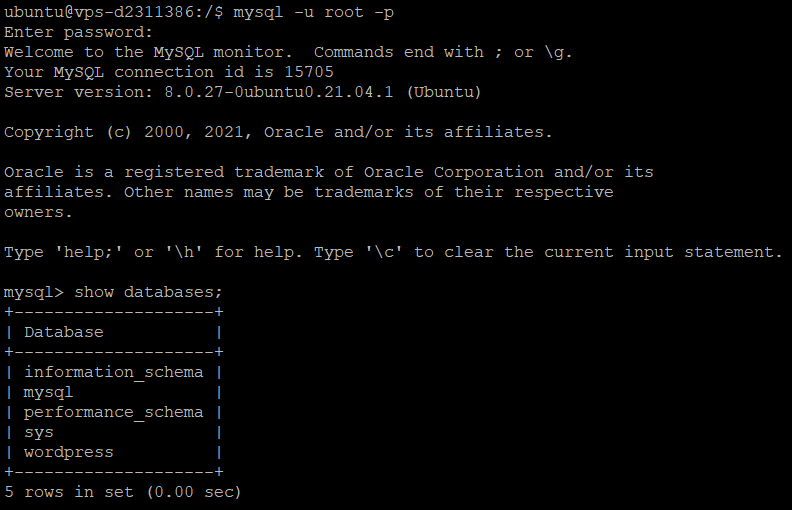 ubuntu@vps-d2311386:/$ mysql -u root -p
Enter password:
Welcome to the MySQL monitor.  Commands end with ; or \g.
Your MySQL connection id is 15705
Server version: 8.0.27-0ubuntu0.21.04.1 (Ubuntu)

Copyright (c) 2000, 2021, Oracle and/or its affiliates.

Oracle is a registered trademark of Oracle Corporation and/or its
affiliates. Other names may be trademarks of their respective
owners.

Type 'help;' or '\h' for help. Type '\c' to clear the current input statement.

mysql> show databases;
+--------------------+
| Database           |
+--------------------+
| information_schema |
| mysql              |
| performance_schema |
| sys                |
| wordpress          |
+--------------------+
5 rows in set (0.00 sec)